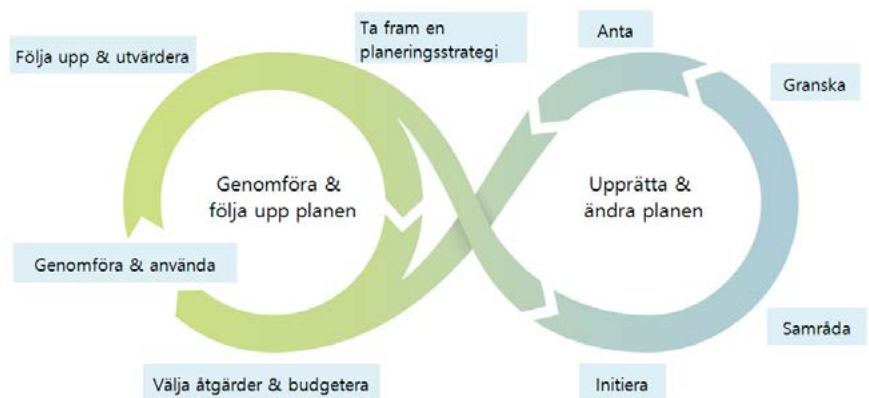 Ta fram en
planeringsstrategi
Anta
Följa upp & utvärdera
Granska
Genomföra &
följa upp planen
Upprätta &
ändra planen
Genomföra & använda
Samråda
Välja åtgärder & budgetera
Initiera